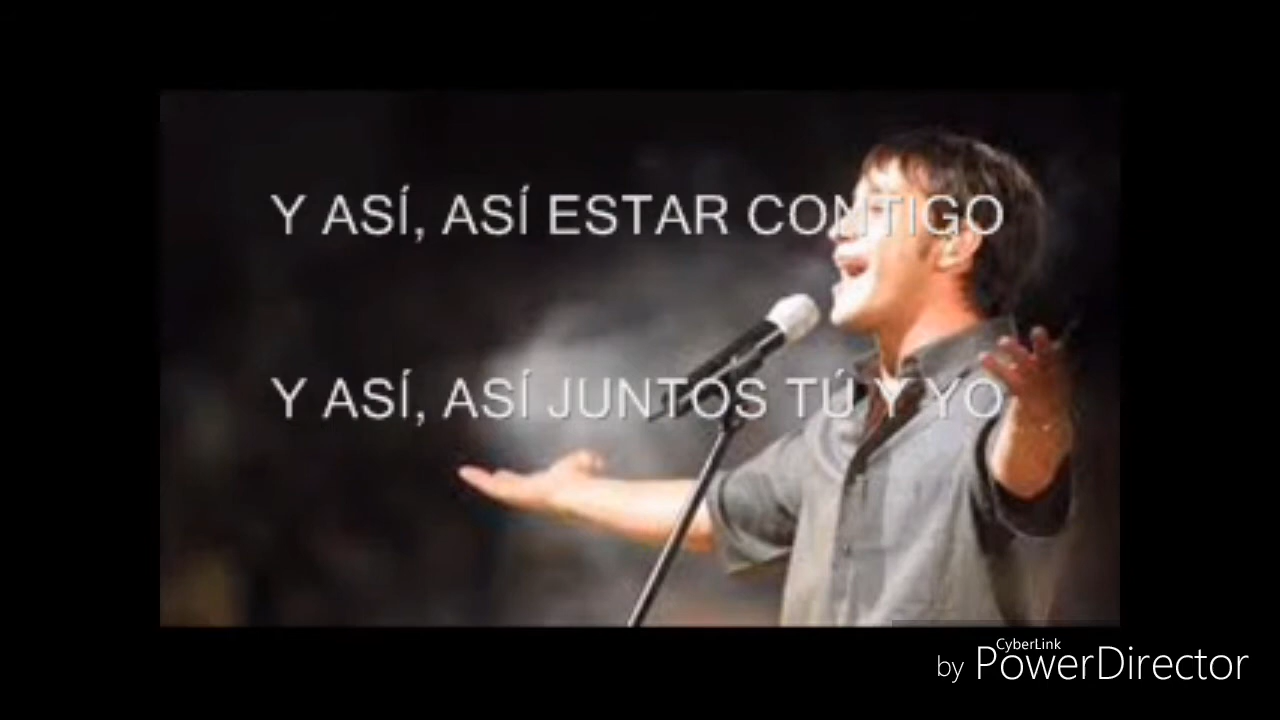 Y ASÍ, ASÍ ESTAR CONTIGO
Y ASÍ, ASÍ JUNTOS TÚ Y YO
CyberLink
by PowerDirector